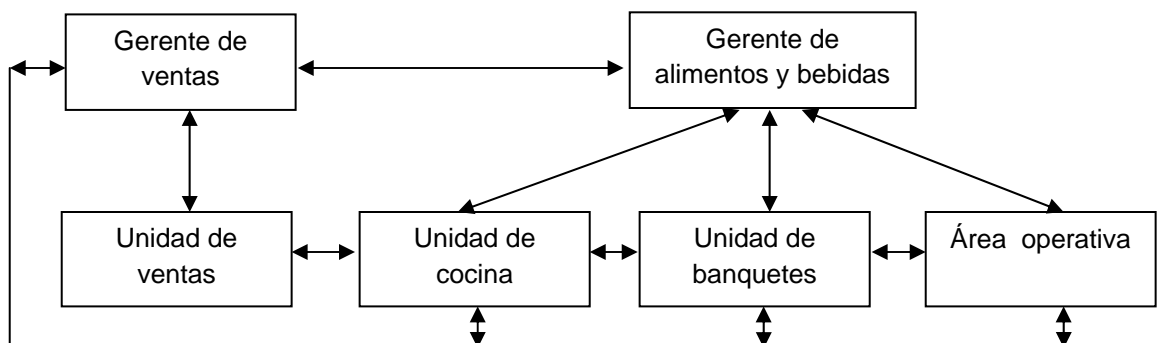 Gerente de
ventas
Gerente de
alimentos y bebidas
Unidad de
ventas
Unidad de
cocina
Unidad de
banquetes
Área operativa